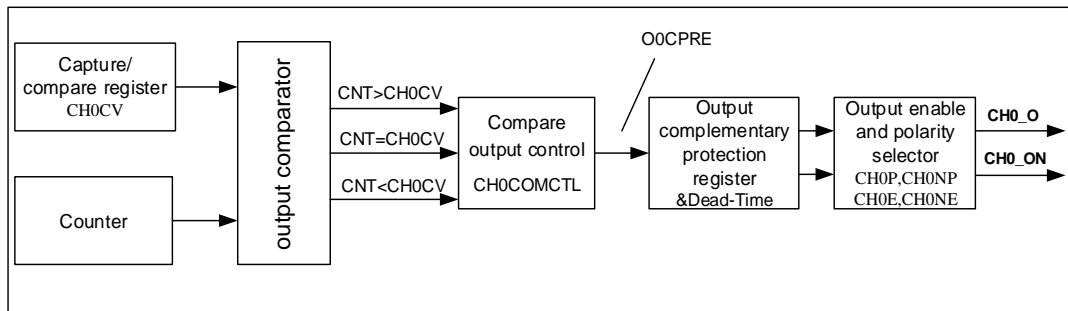 Capture/
compare register
CH0CV
Counter
output comparator
CNT>CH0CV
CNT=CH0CV
CNT<CH0CV
Compare
output control
CH0COMCTL
O0CPRE
Output
complementary
protection
register
&Dead-Time
Output enable
and polarity
selector
CH0P,CH0NP
CH0E,CH0NE
CH0_O
CH0_ON